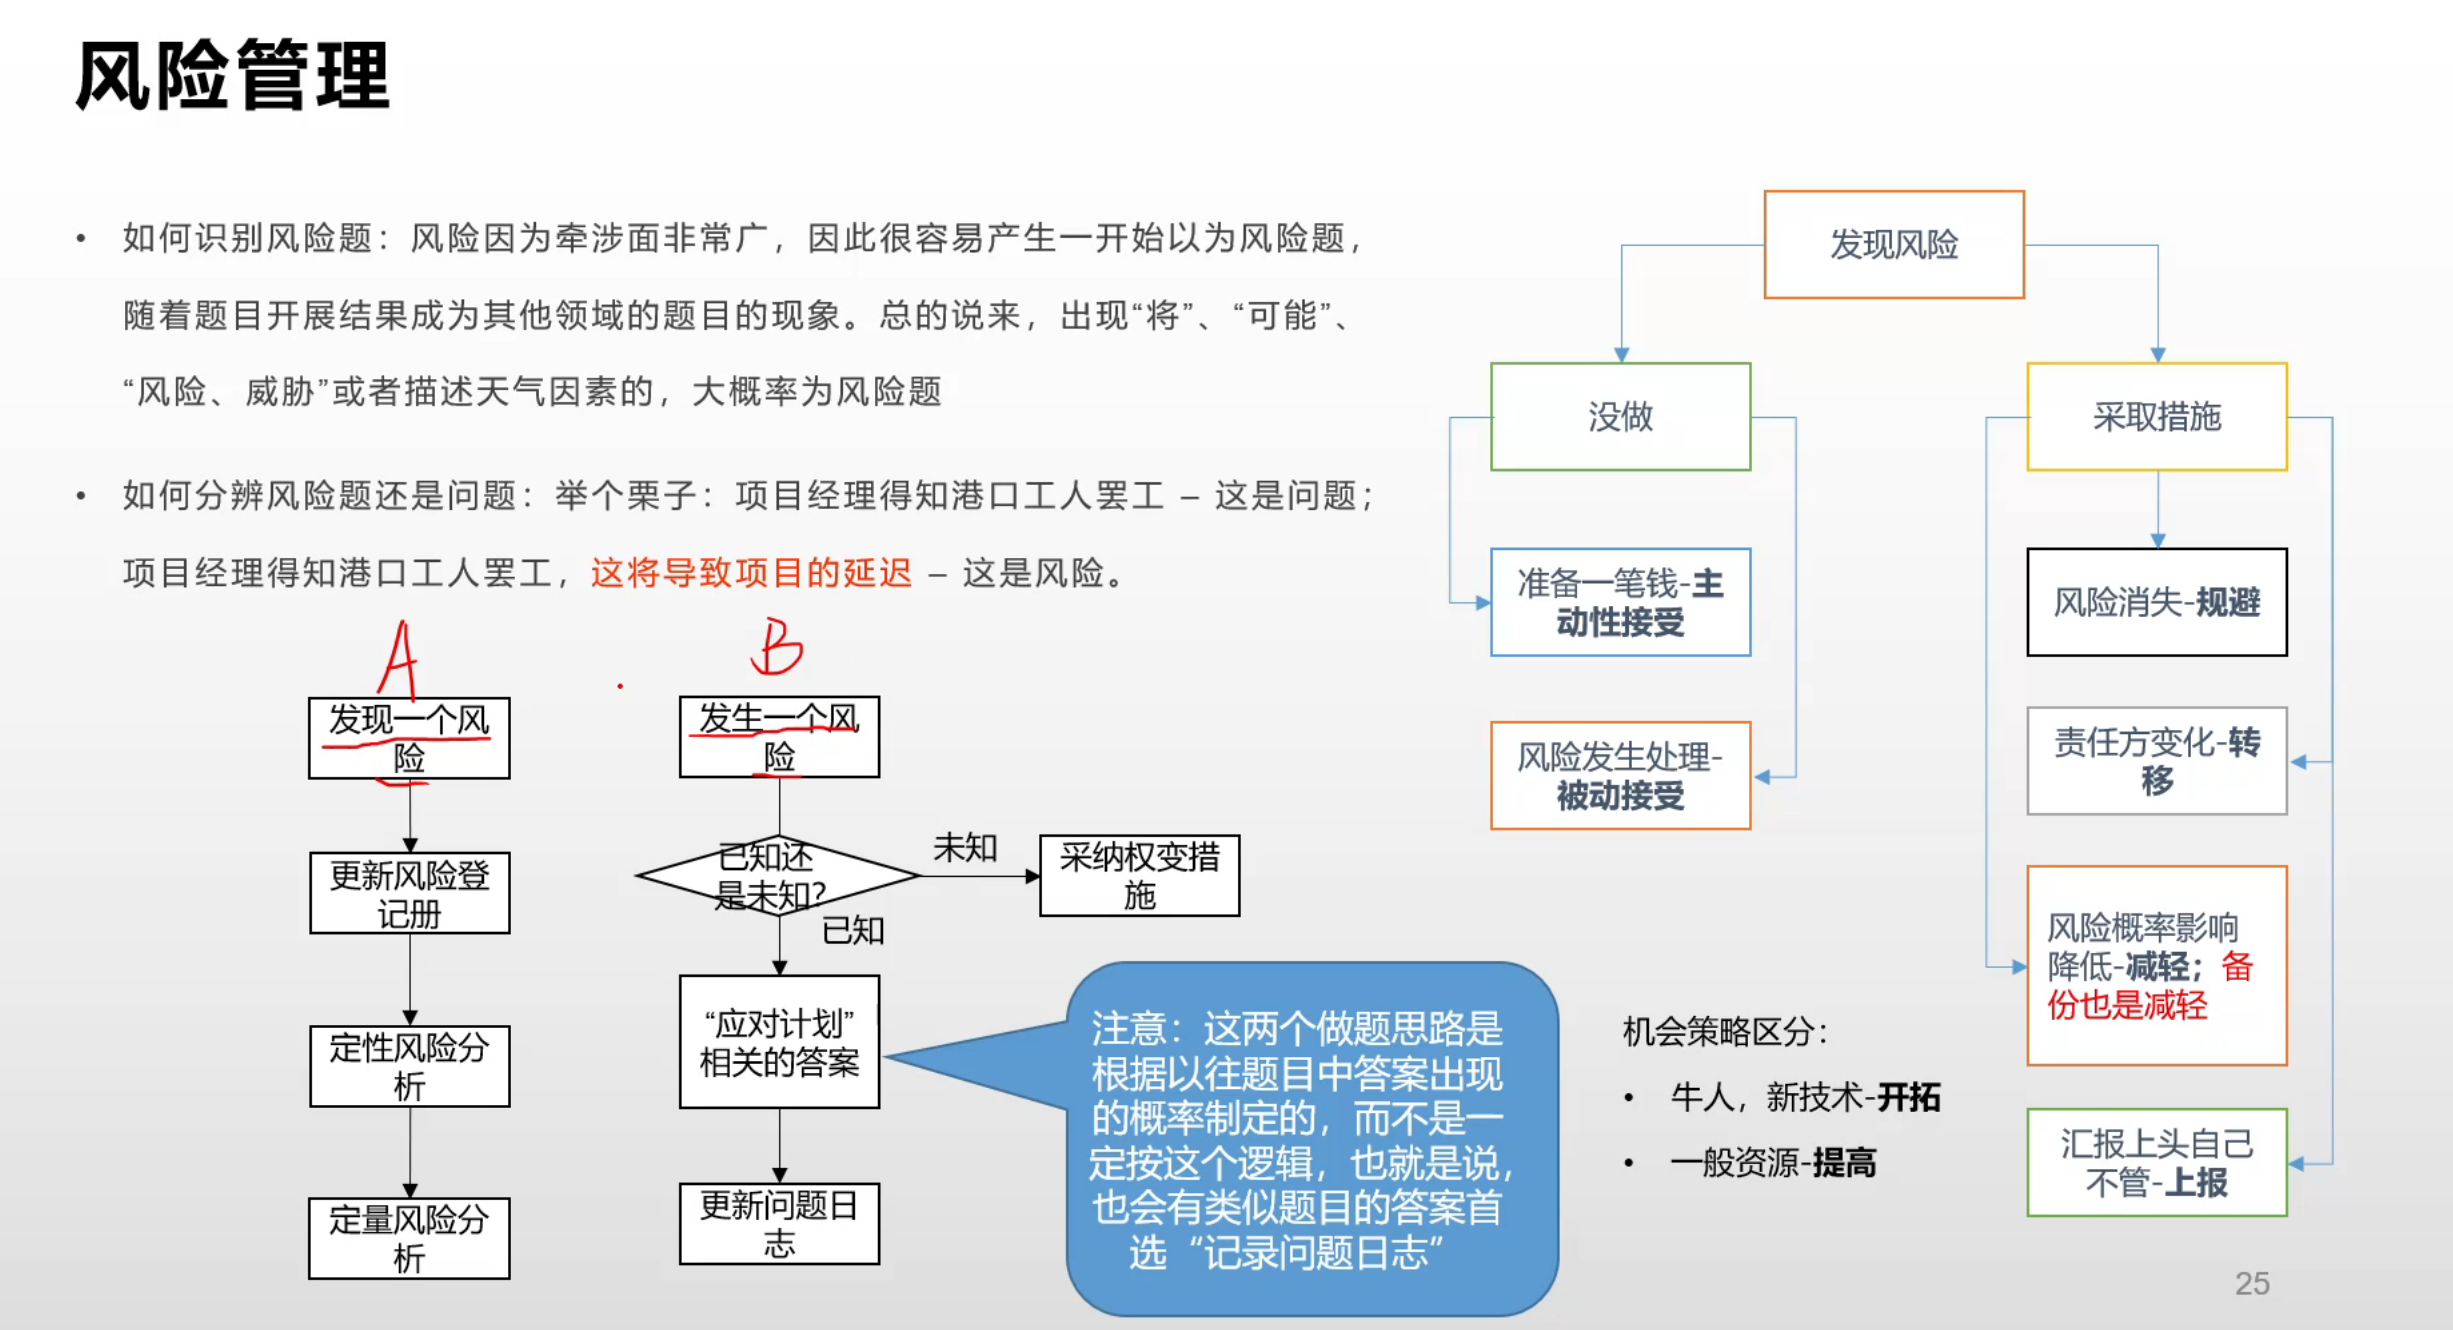 风险管理
• 如何识别风险题：风险因为牵涉面非常广，因此很容易产生一开始以为风险题，
随着题目开展结果成为其他领域的题目的现象。总的说来，出现“将”、“可能”、
“风险、威胁”或者描述天气因素的，大概率为风险题
• 如何分辨风险题还是问题：举个栗子：项目经理得知港口工人罢工 – 这是问题；
项目经理得知港口工人罢工，这将导致项目的延迟 – 这是风险。
A
发现一个风
险
更新风险登
记册
定性风险分
析
定量风险分
析
B
发生一个风
险
已知还
是未知？
未知
采纳权变措
施
已知
“应对计划”
相关的答案
更新问题日
志
注意：这两个做题思路是
根据以往题目中答案出现
的概率制定的，而不是一
定按这个逻辑，也就是说，
也会有类似题目的答案首
选“记录问题日志”
发现风险
没做
准备一笔钱-主
动性接受
风险发生处理-
被动接受
采取措施
风险消失-规避
责任方变化-转
移
风险概率影响
降低-减轻；备
份也是减轻
汇报上头自己
不管-上报
机会策略区分：
• 牛人，新技术-开拓
• 一般资源-提高
25